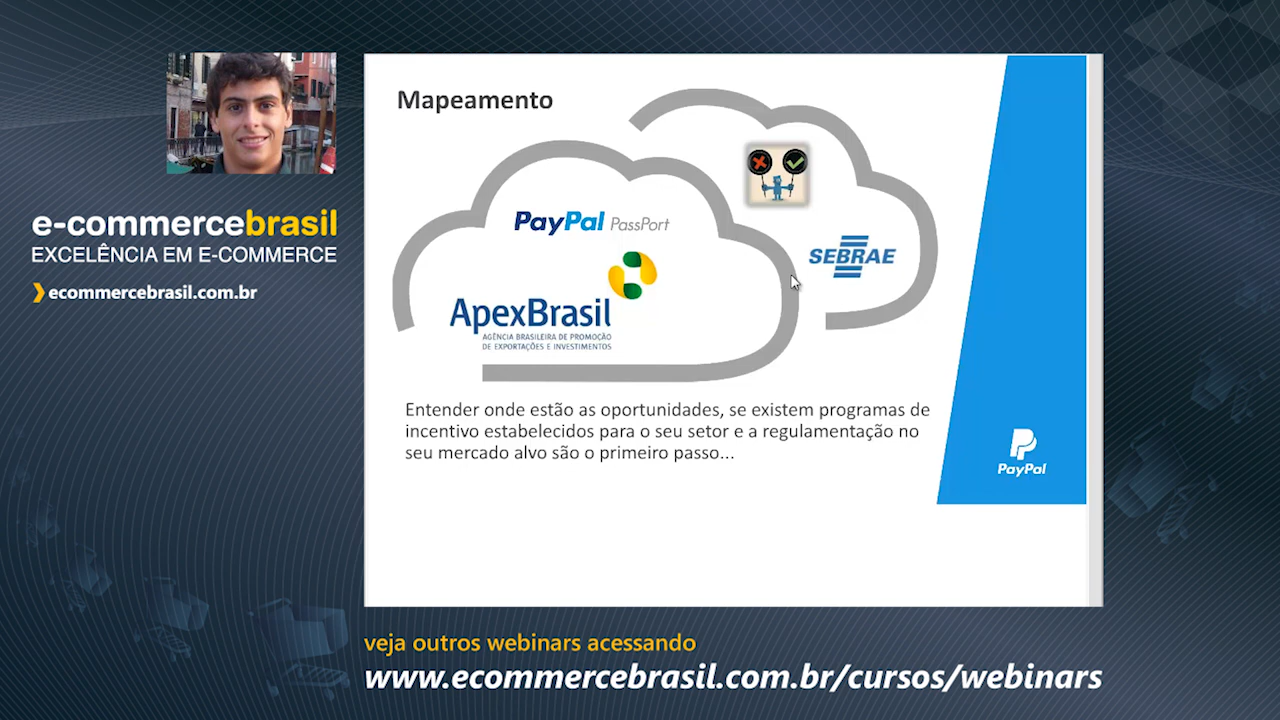 e-commercebrasil
EXCELÊNCIA EM E-COMMERCE
ecommercebrasil.com.br
Mapeamento
PayPal PassPort
ApexBrasil
AGÊNCIA BRASILEIRA DE PROMOÇÃO
DE EXPORTAÇÕES E INVESTIMENTOS
SEBRAE
Entender onde estão as oportunidades, se existem programas de
incentivo estabelecidos para o seu setor e a regulamentação no
seu mercado alvo são o primeiro passo...
PayPal
veja outros webinars acessando
www.ecommercebrasil.com.br/cursos/webinars